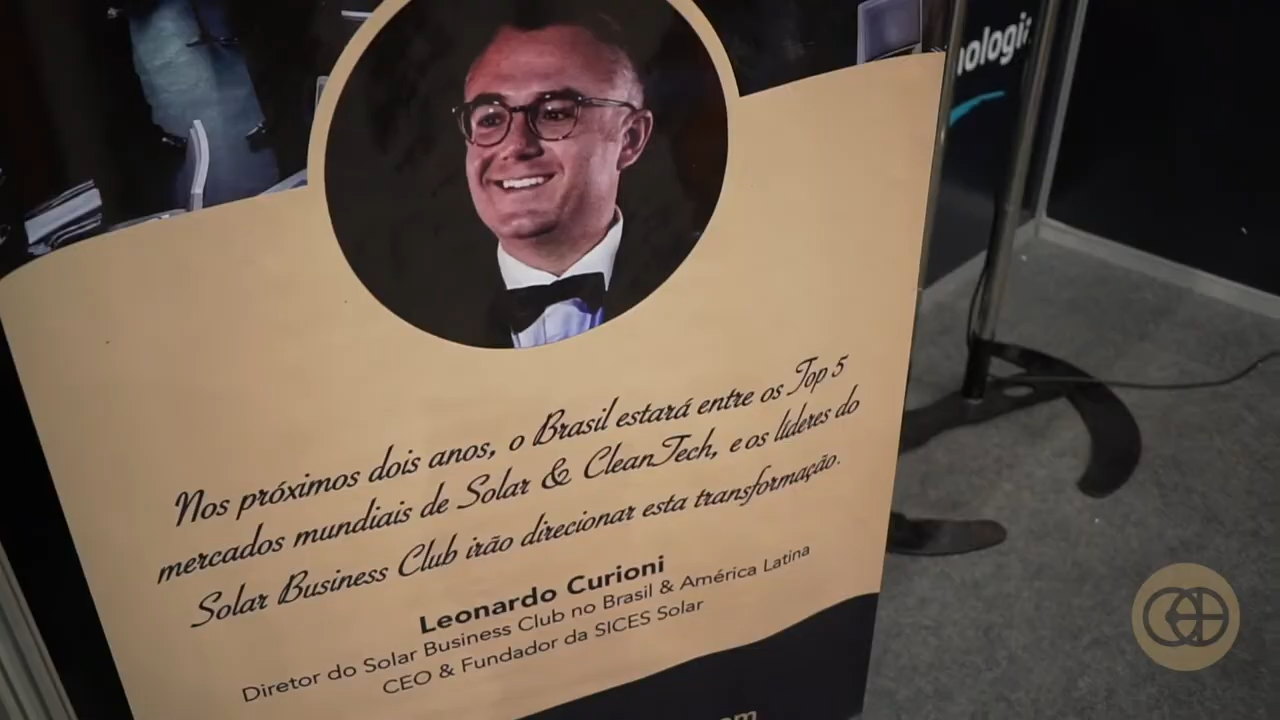 Nos próximos dois anos, o Brasil estará entre os Top 5
mercados mundiais de Solar & CleanTech, e os líderes do
Solar Business Club irão direcionar esta transformação.
Leonardo Curioni
Diretor do Solar Business Club no Brasil & América Latina
CEO & Fundador da SICES Solar